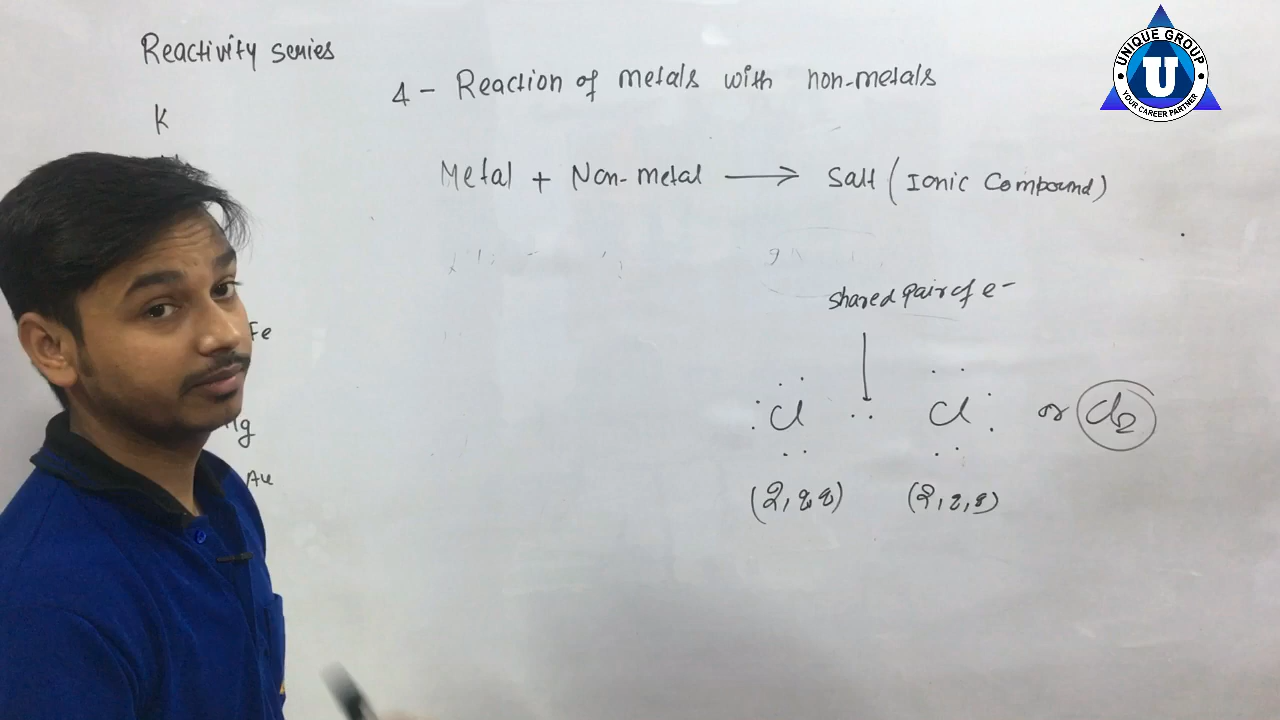 Reactivity series
K
Fe
Hg
Au
4 - Reaction of metals with non-metals
Metal + Non-metal → Salt (Ionic Compound)
shared pair of e-
Cl Cl or Cl2
(2,8,8) (2,8,8)
UNIQUE GROUP
U
YOUR CAREER PARTNER